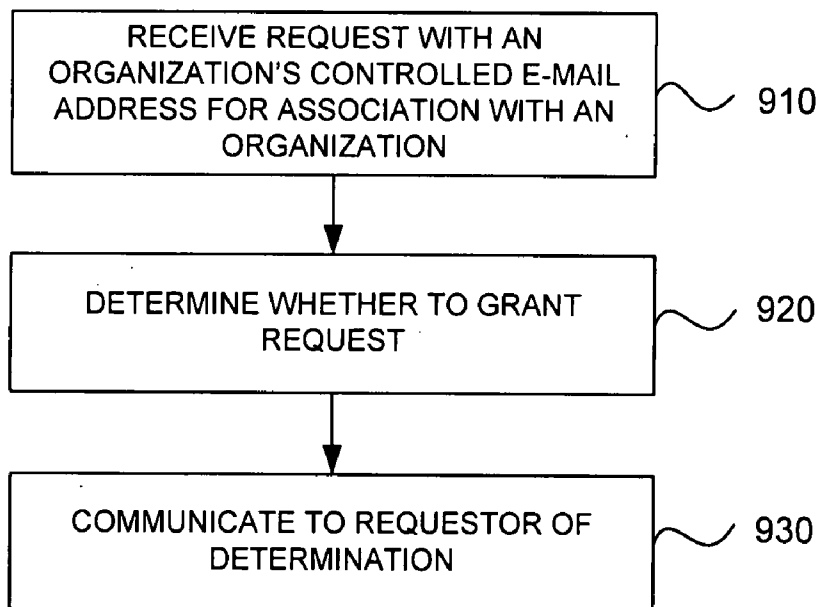 RECEIVE REQUEST WITH AN
ORGANIZATION'S CONTROLLED E-MAIL
ADDRESS FOR ASSOCIATION WITH AN
ORGANIZATION
910
DETERMINE WHETHER TO GRANT
REQUEST
920
COMMUNICATE TO REQUESTOR OF
DETERMINATION
930